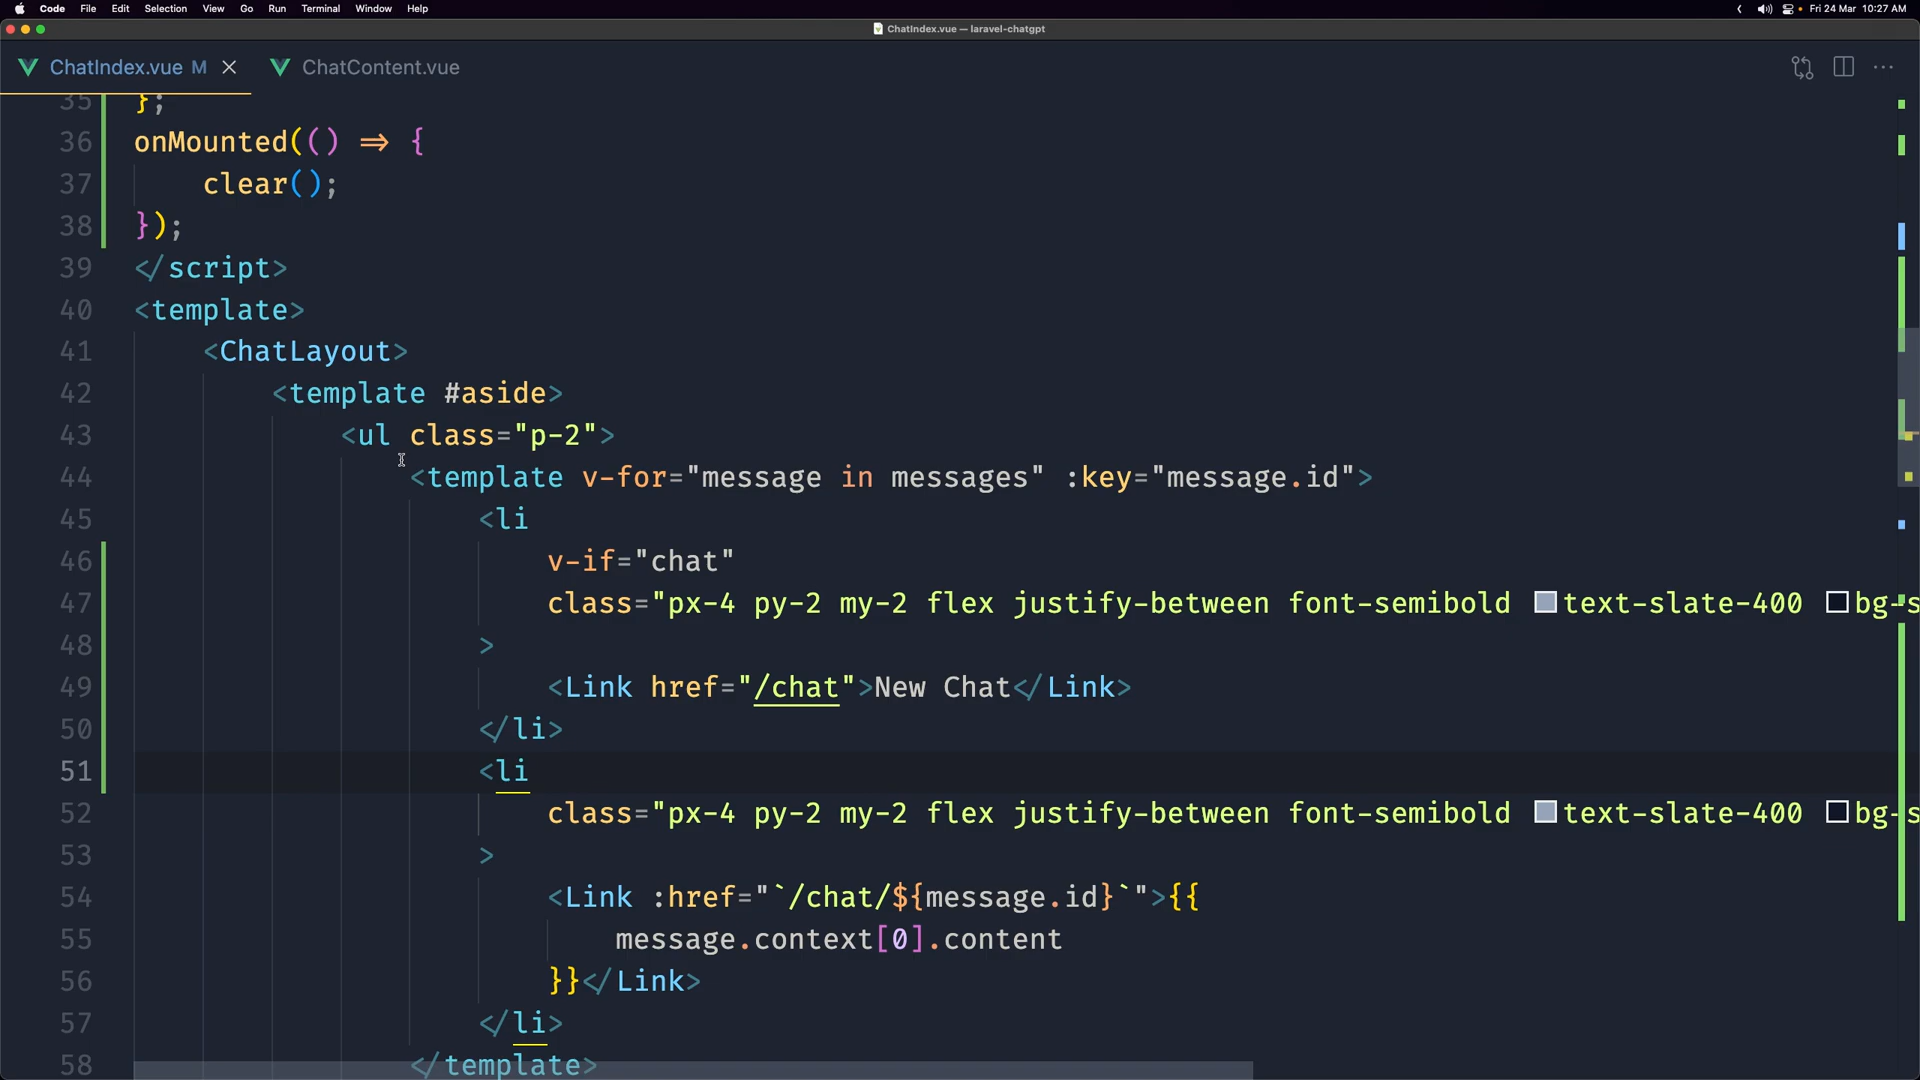 Code File Edit Selection View Go Run Terminal Window Help Fri 24 Mar 10:27 AM
ChatIndex.vue — laravel-chatgpt
ChatIndex.vue M ChatContent.vue
35 };
36 onMounted(() => {
37 clear();
38 });
39 </script>
40 <template>
41 <ChatLayout>
42 <template #aside>
43 <ul class="p-2">
44 <template v-for="message in messages" :key="message.id">
45 <li
46 v-if="chat"
47 class="px-4 py-2 my-2 flex justify-between font-semibold text-slate-400 bg-s
48 >
49 <Link href="/chat">New Chat</Link>
50 </li>
51 <li
52 class="px-4 py-2 my-2 flex justify-between font-semibold text-slate-400 bg-s
53 >
54 <Link :href="`/chat/${message.id}`">{{
55 message.context[0].content
56 }}</Link>
57 </li>
58 </template>